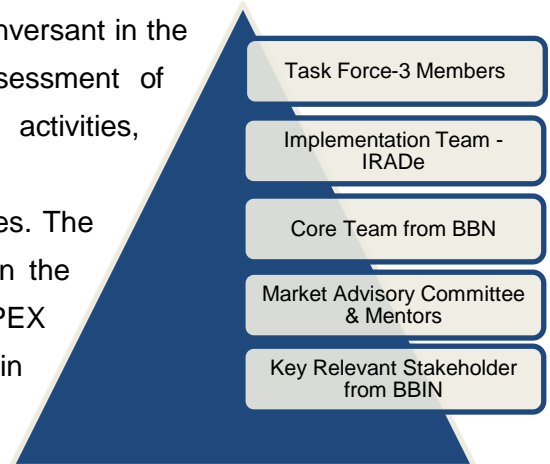 nversant in the
sessment of
activities,
es. The
n the
PEX
in
Task Force-3 Members
Implementation Team -
IRADe
Core Team from BBN
Market Advisory Committee
& Mentors
Key Relevant Stakeholder
from BBIN